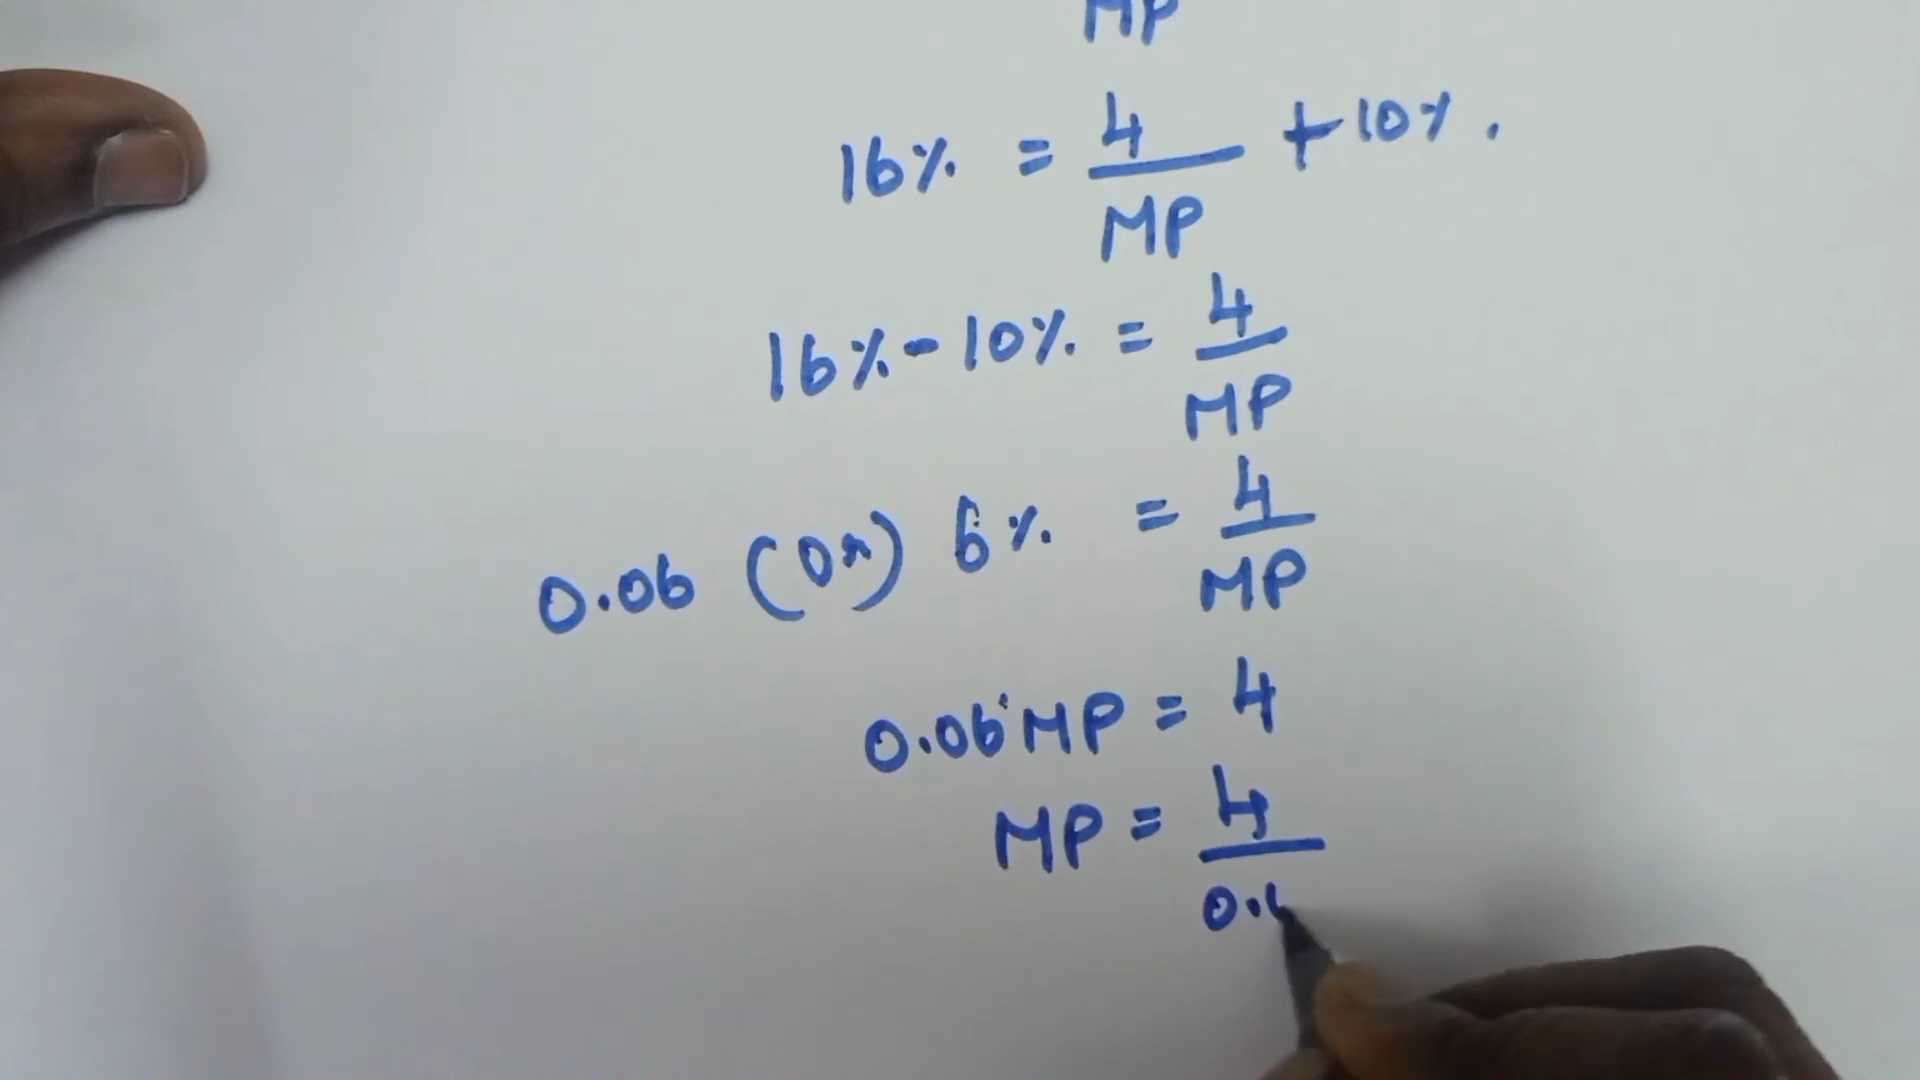 MP
16% = 4/MP + 10%.
16% - 10% = 4/MP
0.06 (or) 6% = 4/MP
0.06 MP = 4
MP = 4/0.